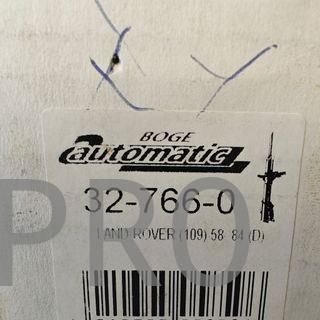 X Y
BOGE
automatic
32-766-0
LAND ROVER (109) 58 84 (D)
PRO